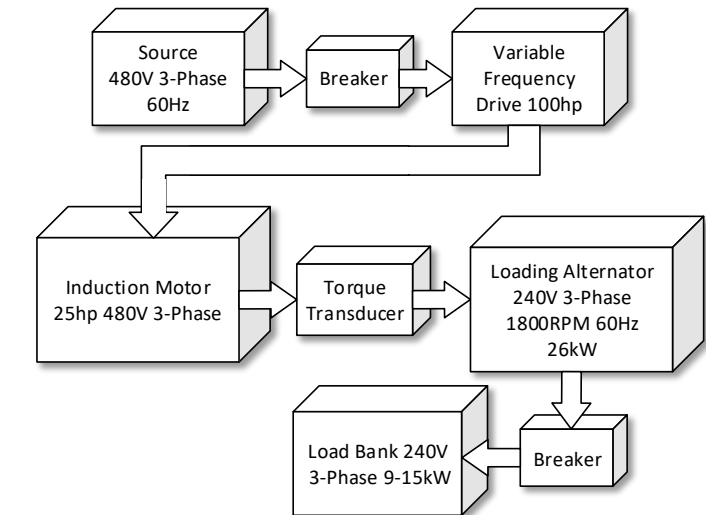 Source
480V 3-Phase
60Hz
Breaker
Variable
Frequency
Drive 100hp
Induction Motor
25hp 480V 3-Phase
Torque
Transducer
Loading Alternator
240V 3-Phase
1800RPM 60Hz
26kW
Load Bank 240V
3-Phase 9-15kW
Breaker